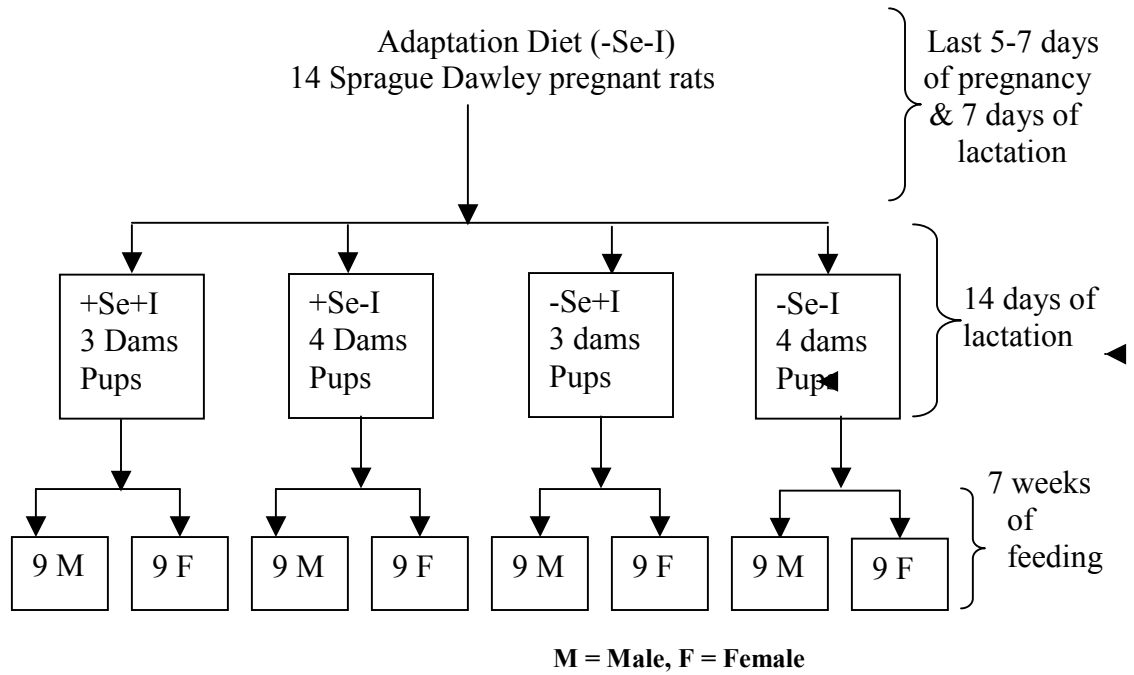 Adaptation Diet (-Se-I)
14 Sprague Dawley pregnant rats
Last 5-7 days
of pregnancy
& 7 days of
lactation
+Se+I
3 Dams
Pups
+Se-I
4 Dams
Pups
-Se+I
3 dams
Pups
-Se-I
4 dams
Pups
14 days of
lactation
9 M
9 F
9 M
9 F
9 M
9 F
9 M
9 F
7 weeks
of
feeding
M = Male, F = Female